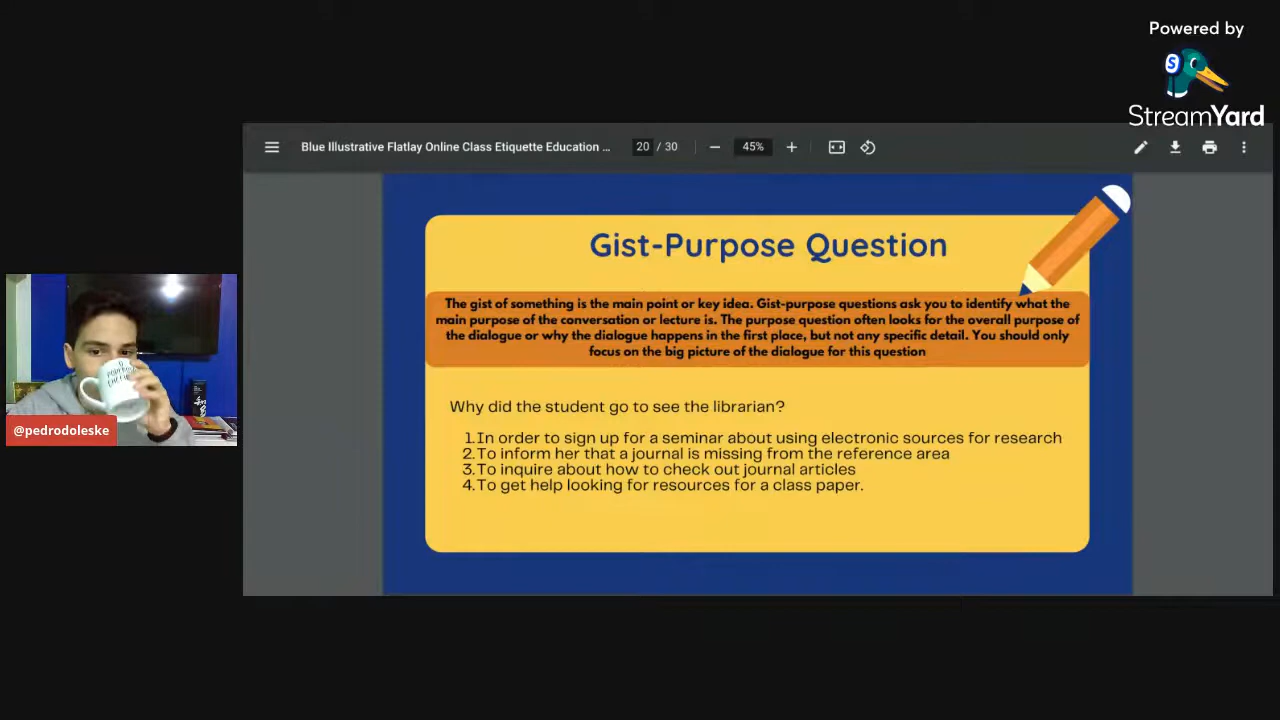 Powered by
S
StreamYard
Blue Illustrative Flatlay Online Class Etiquette Education ...
20 / 30
45%
Gist-Purpose Question
The gist of something is the main point or key idea. Gist-purpose questions ask you to identify what the
main purpose of the conversation or lecture is. The purpose question often looks for the overall purpose of
the dialogue or why the dialogue happens in the first place, but not any specific detail. You should only
focus on the big picture of the dialogue for this question
Why did the student go to see the librarian?
1.In order to sign up for a seminar about using electronic sources for research
2.To inform her that a journal is missing from the reference area
3.To inquire about how to check out journal articles
4.To get help looking for resources for a class paper.
@pedrodoleske